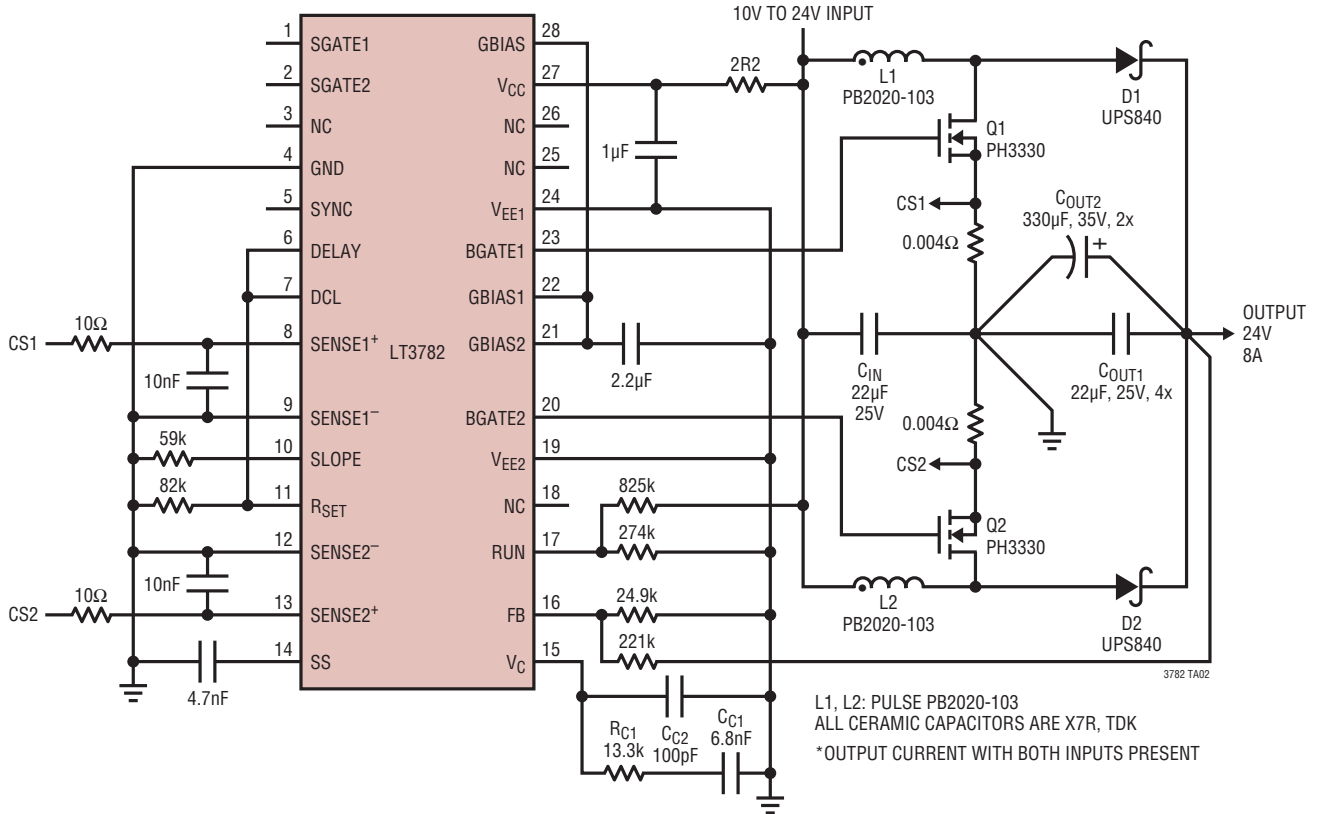 10V TO 24V INPUT
1 SGATE1
2 SGATE2
3 NC
4 GND
5 SYNC
6 DELAY
7 DCL
8 SENSE1+
9 SENSE1–
10 SLOPE
11 RSET
12 SENSE2–
13 SENSE2+
14 SS
LT3782
GBIAS 28
VCC 27
NC 26
NC 25
VEE1 24
BGATE1 23
GBIAS1 22
GBIAS2 21
BGATE2 20
VEE2 19
NC 18
RUN 17
FB 16
VC 15
CS1
10Ω
10nF
59k
82k
10nF
CS2
10Ω
4.7nF
2R2
1µF
2.2µF
825k
274k
24.9k
221k
RC1
13.3k
CC2
100pF
CC1
6.8nF
L1
PB2020-103
D1
UPS840
Q1
PH3330
CS1
0.004Ω
COUT2
330µF, 35V, 2x
+
CIN
22µF
25V
COUT1
22µF, 25V, 4x
OUTPUT
24V
8A
0.004Ω
CS2
Q2
PH3330
L2
PB2020-103
D2
UPS840
3782 TA02
L1, L2: PULSE PB2020-103
ALL CERAMIC CAPACITORS ARE X7R, TDK
*OUTPUT CURRENT WITH BOTH INPUTS PRESENT